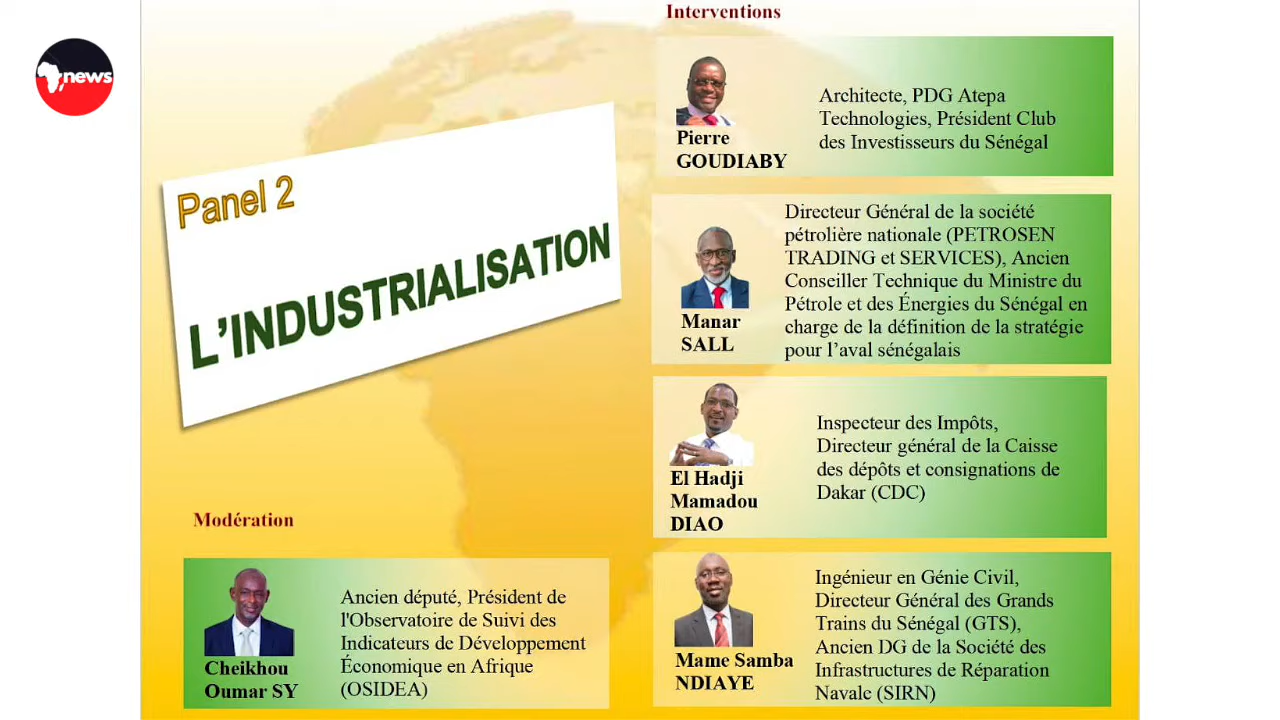 news
Panel 2
L'INDUSTRIALISATION
Modération
Cheikhou
Oumar SY
Ancien député, Président de
l'Observatoire de Suivi des
Indicateurs de Développement
Économique en Afrique
(OSIDEA)
Interventions
Pierre
GOUDIABY
Architecte, PDG Atepa
Technologies, Président Club
des Investisseurs du Sénégal
Manar
SALL
Directeur Général de la société
pétrolière nationale (PETROSEN
TRADING et SERVICES), Ancien
Conseiller Technique du Ministre du
Pétrole et des Énergies du Sénégal en
charge de la définition de la stratégie
pour l’aval sénégalais
El Hadji
Mamadou
DIAO
Inspecteur des Impôts,
Directeur général de la Caisse
des dépôts et consignations de
Dakar (CDC)
Mame Samba
NDIAYE
Ingénieur en Génie Civil,
Directeur Général des Grands
Trains du Sénégal (GTS),
Ancien DG de la Société des
Infrastructures de Réparation
Navale (SIRN)